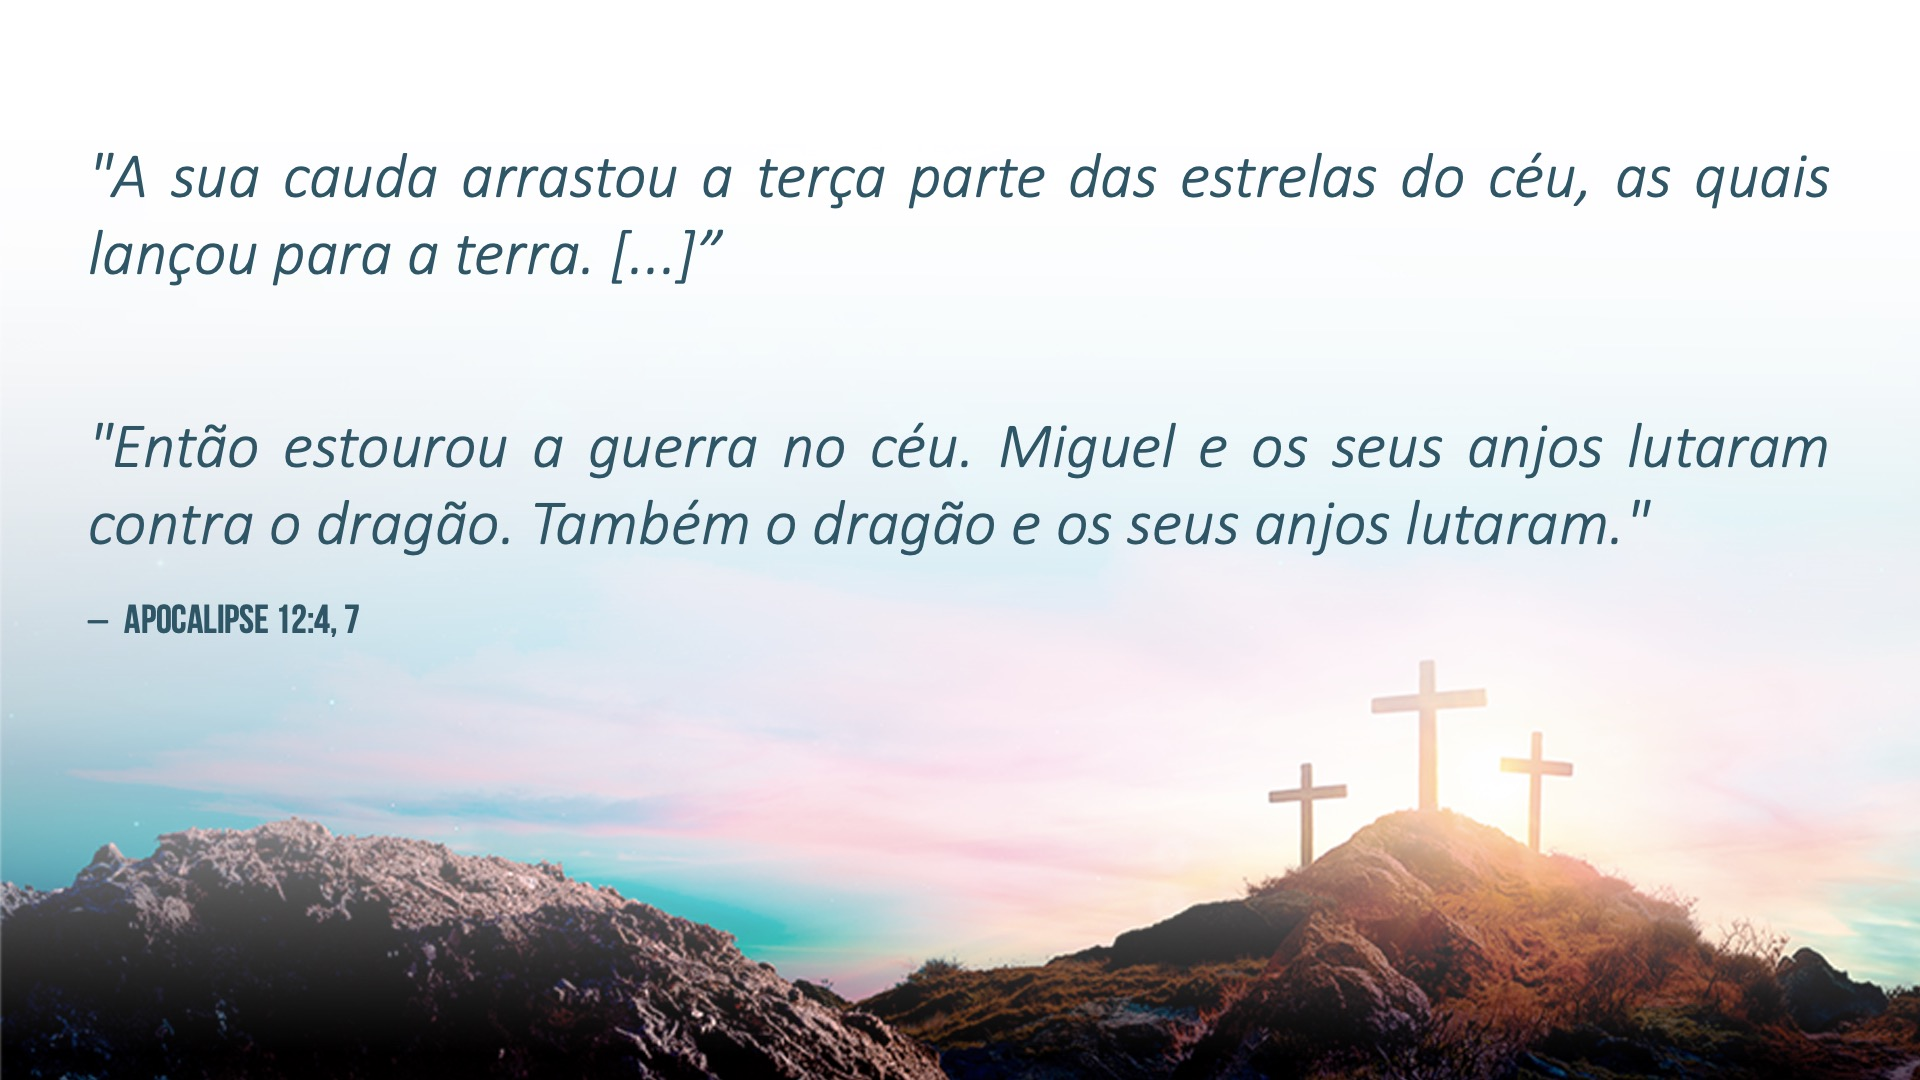 "A sua cauda arrastou a terça parte das estrelas do céu, as quais
lançou para a terra. [...]”
"Então estourou a guerra no céu. Miguel e os seus anjos lutaram
contra o dragão. Também o dragão e os seus anjos lutaram."
– APOCALIPSE 12:4, 7